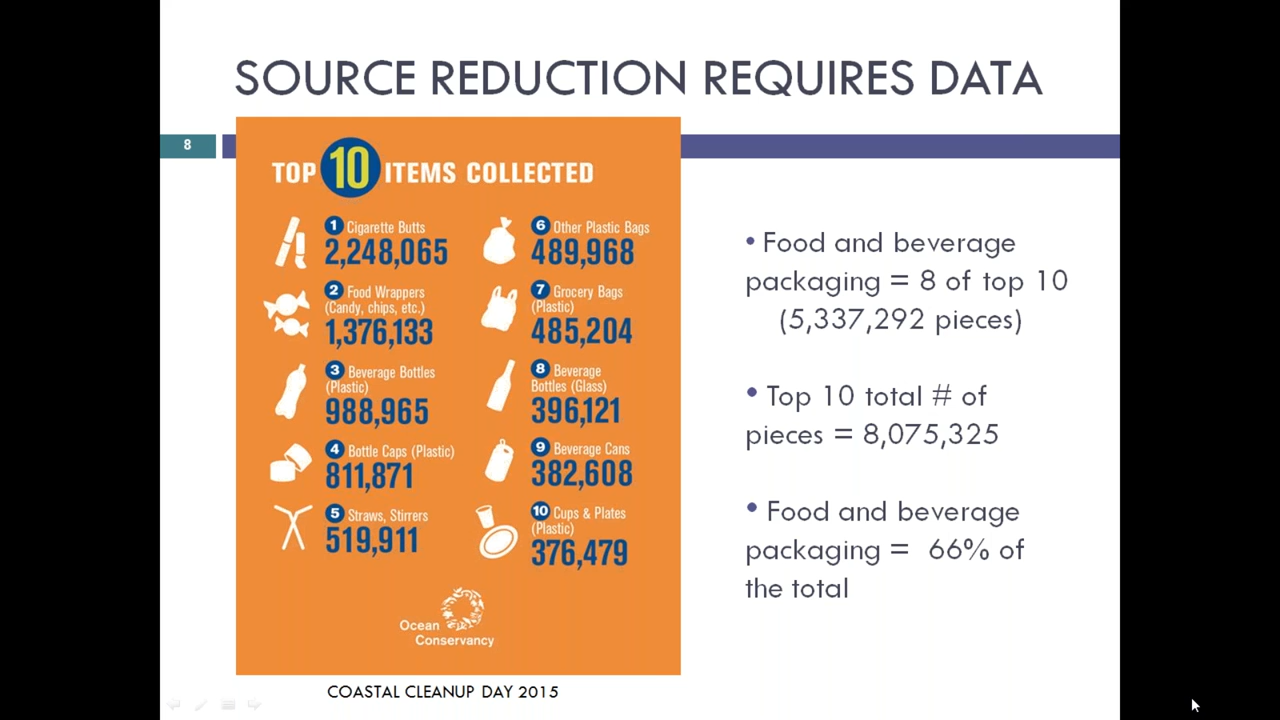 SOURCE REDUCTION REQUIRES DATA
8
TOP 10 ITEMS COLLECTED
1 Cigarette Butts
2,248,065
2 Food Wrappers
(Candy, chips, etc.)
1,376,133
3 Beverage Bottles
(Plastic)
988,965
4 Bottle Caps (Plastic)
811,871
5 Straws, Stirrers
519,911
6 Other Plastic Bags
489,968
7 Grocery Bags
(Plastic)
485,204
8 Beverage
Bottles (Glass)
396,121
9 Beverage Cans
382,608
10 Cups & Plates
(Plastic)
376,479
Ocean
Conservancy
COASTAL CLEANUP DAY 2015
• Food and beverage
packaging = 8 of top 10
(5,337,292 pieces)
• Top 10 total # of
pieces = 8,075,325
• Food and beverage
packaging = 66% of
the total